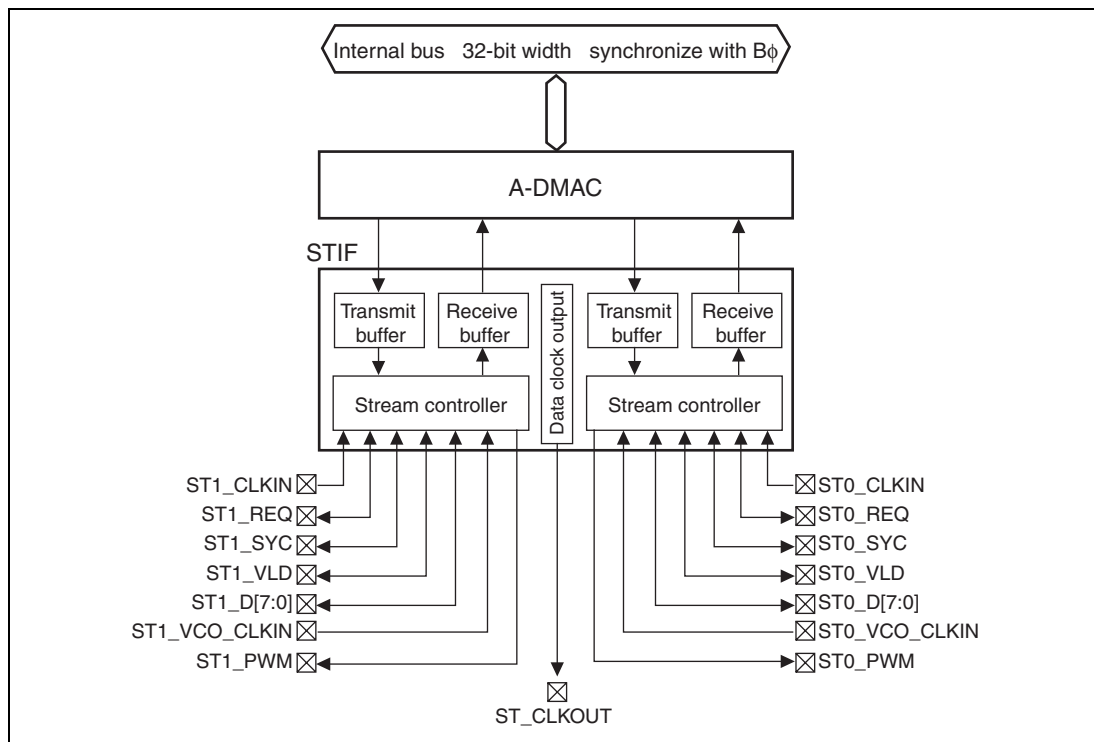 Internal bus 32-bit width synchronize with Bϕ
A-DMAC
STIF
Transmit
buffer
Receive
buffer
Data clock output
Transmit
buffer
Receive
buffer
Stream controller
Stream controller
ST1_CLKIN
ST1_REQ
ST1_SYC
ST1_VLD
ST1_D[7:0]
ST1_VCO_CLKIN
ST1_PWM
ST0_CLKIN
ST0_REQ
ST0_SYC
ST0_VLD
ST0_D[7:0]
ST0_VCO_CLKIN
ST0_PWM
ST_CLKOUT